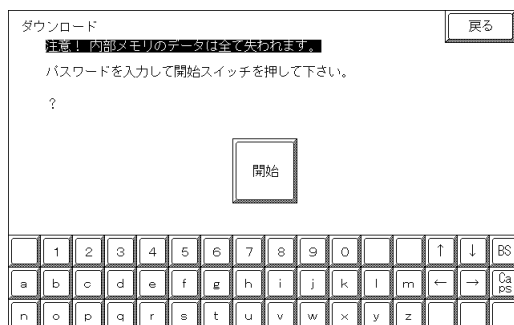 ダウンロード
戻る
注意！ 内部メモリのデータは全て失われます。
パスワードを入力して開始スイッチを押して下さい。
?
開始
1 2 3 4 5 6 7 8 9 0 ↑ ↓ BS
a b c d e f g h i j k l m ← → Caps
n o p q r s t u v w x y z